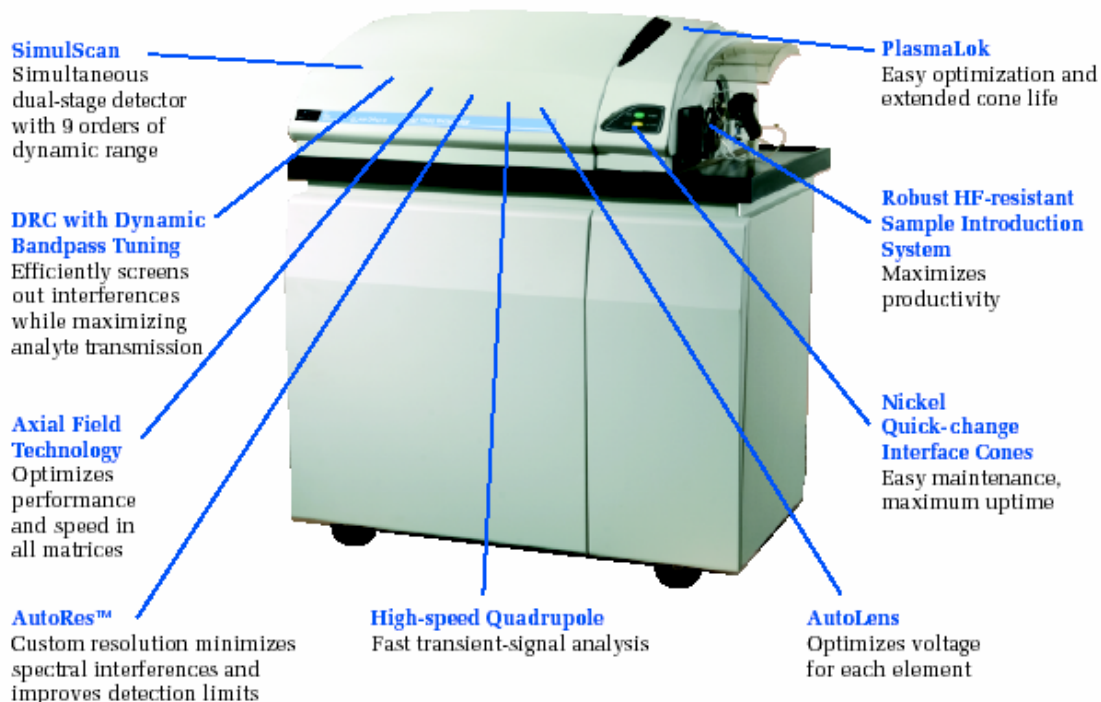 SimulScan
Simultaneous
dual-stage detector
with 9 orders of
dynamic range
DRC with Dynamic
Bandpass Tuning
Efficiently screens
out interferences
while maximizing
analyte transmission
Axial Field
Technology
Optimizes
performance
and speed in
all matrices
AutoRes™
Custom resolution minimizes
spectral interferences and
improves detection limits
High-speed Quadrupole
Fast transient-signal analysis
PlasmaLok
Easy optimization and
extended cone life
Robust HF-resistant
Sample Introduction
System
Maximizes
productivity
Nickel
Quick-change
Interface Cones
Easy maintenance,
maximum uptime
AutoLens
Optimizes voltage
for each element